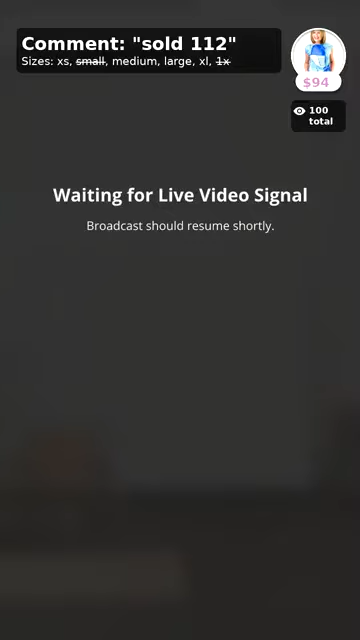 Comment: "sold 112"
Sizes: xs, small, medium, large, xl, 1x
$94
100
total
Waiting for Live Video Signal
Broadcast should resume shortly.